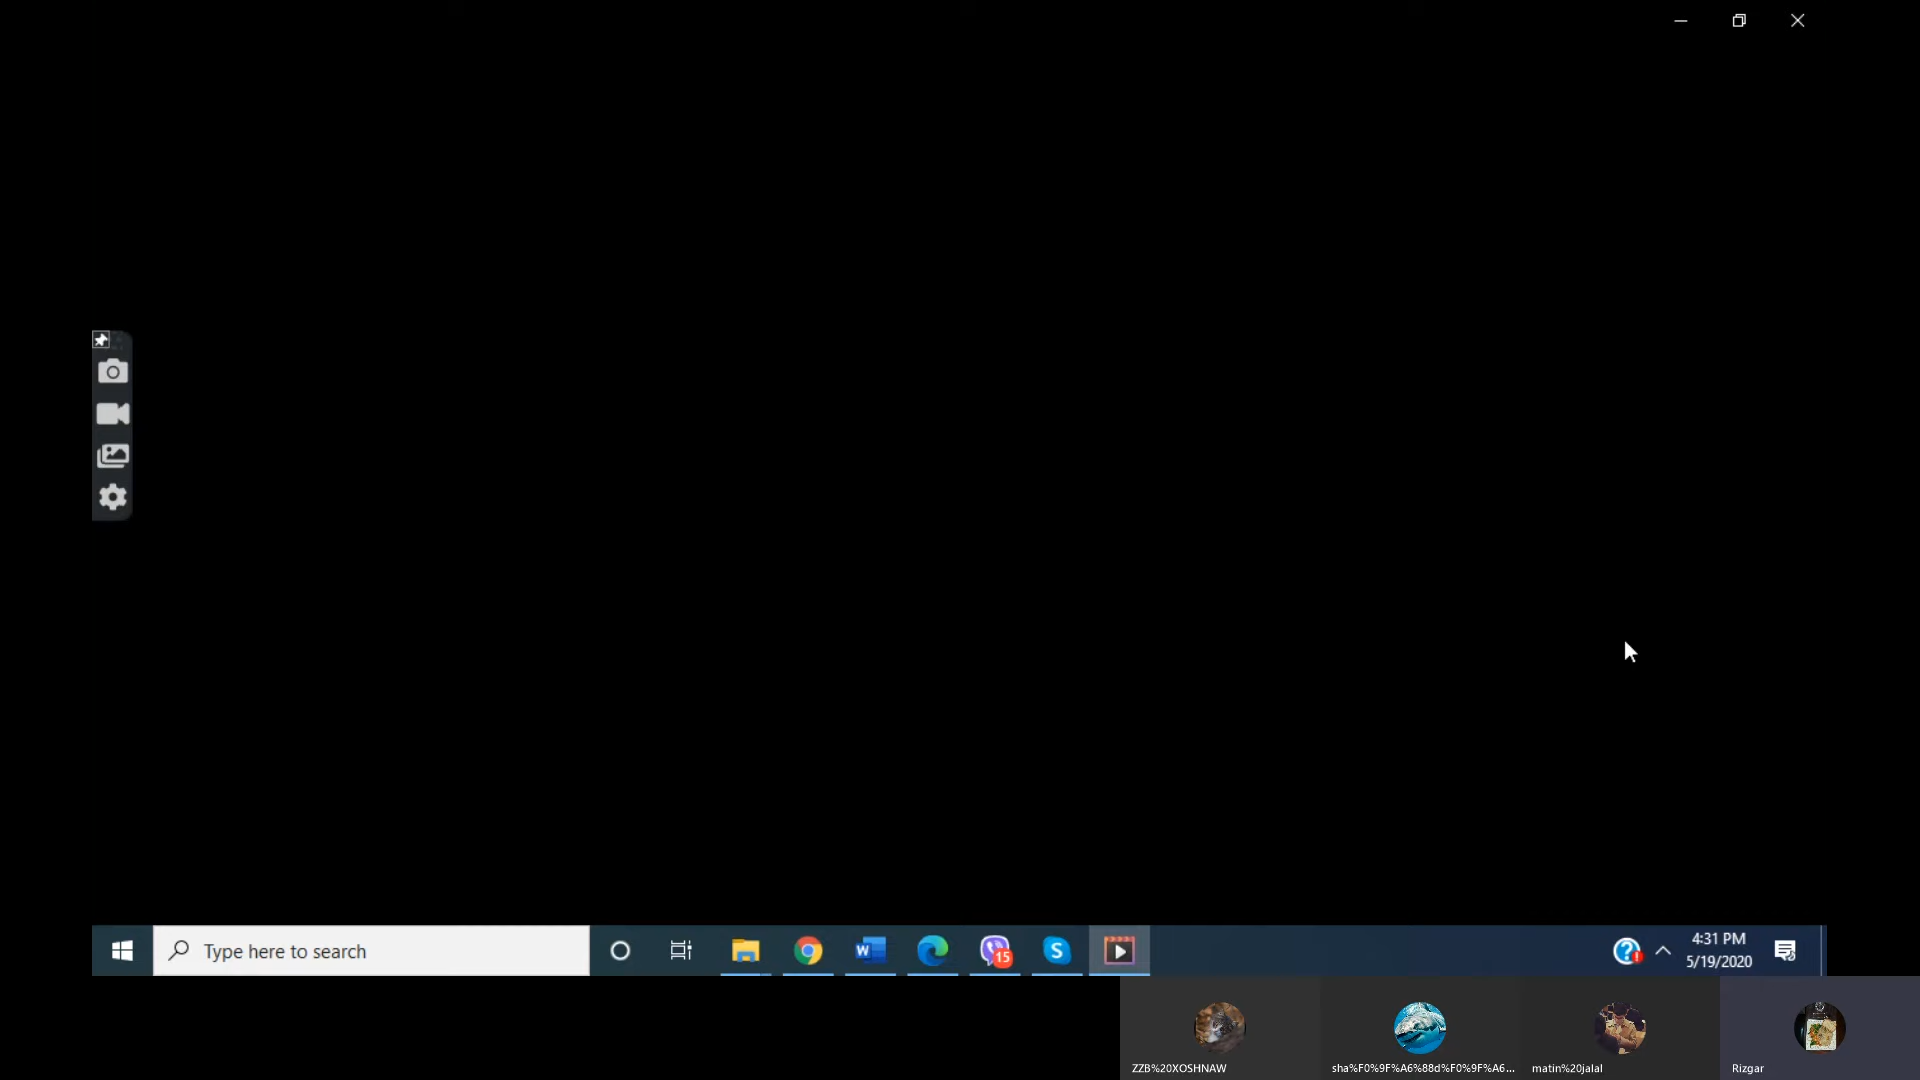 Type here to search
15
4:31 PM
5/19/2020
ZZB%20XOSHNAW
sha%F0%9F%A6%88d%F0%9F%A6...
matin%20jalal
Rizgar